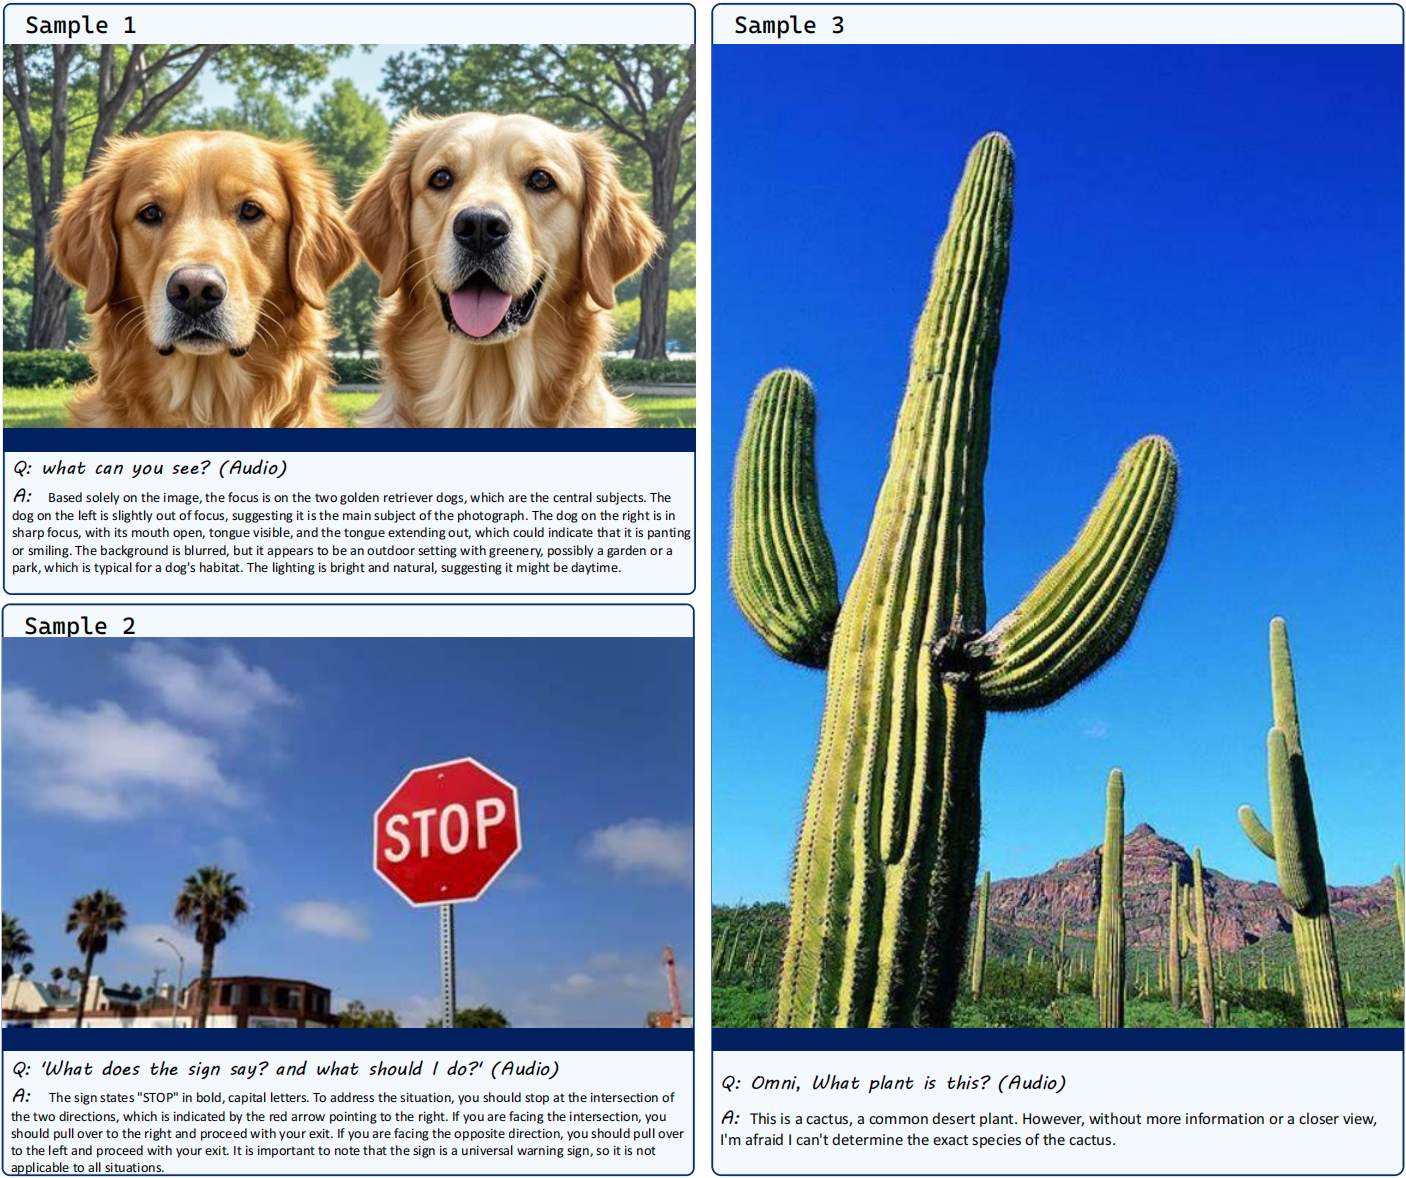 Sample 1
Q: what can you see? (Audio)
A: Based solely on the image, the focus is on the two golden retriever dogs, which are the central subjects. The
dog on the left is slightly out of focus, suggesting it is the main subject of the photograph. The dog on the right is in
sharp focus, with its mouth open, tongue visible, and the tongue extending out, which could indicate that it is panting
or smiling. The background is blurred, but it appears to be an outdoor setting with greenery, possibly a garden or a
park, which is typical for a dog's habitat. The lighting is bright and natural, suggesting it might be daytime.
Sample 2
STOP
Q: 'What does the sign say? and what should I do?' (Audio)
A: The sign states "STOP" in bold, capital letters. To address the situation, you should stop at the intersection of
the two directions, which is indicated by the red arrow pointing to the right. If you are facing the intersection, you
should pull over to the right and proceed with your exit. If you are facing the opposite direction, you should pull over
to the left and proceed with your exit. It is important to note that the sign is a universal warning sign, so it is not
applicable to all situations.
Sample 3
Q: Omni, What plant is this? (Audio)
A: This is a cactus, a common desert plant. However, without more information or a closer view,
I'm afraid I can't determine the exact species of the cactus.